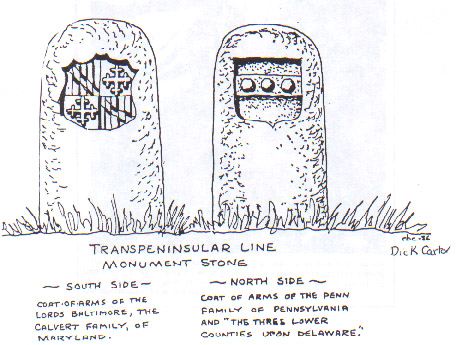 rhc-86
Dick Carter
TRANSPENINSULAR LINE
MONUMENT STONE
~ SOUTH SIDE ~
COAT-OF-ARMS OF THE
LORDS BALTIMORE, THE
CALVERT FAMILY, OF
MARYLAND.
~ NORTH SIDE ~
COAT OF ARMS OF THE PENN
FAMILY OF PENNSYLVANIA
AND "THE THREE LOWER
COUNTIES UPON DELAWARE."